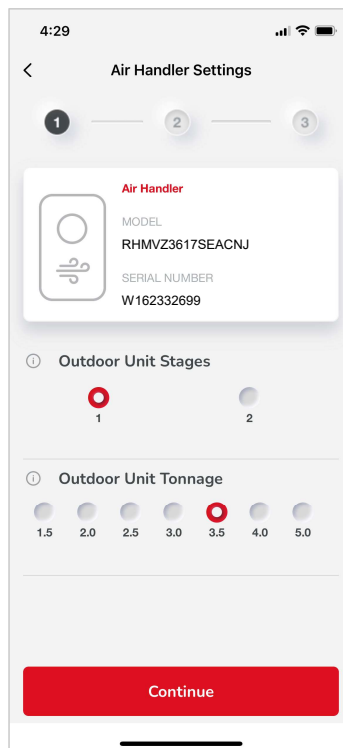 4:29
Air Handler Settings
1 2 3
Air Handler
MODEL
RHMVZ3617SEACNJ
SERIAL NUMBER
W162332699
Outdoor Unit Stages
1 2
Outdoor Unit Tonnage
1.5 2.0 2.5 3.0 3.5 4.0 5.0
Continue